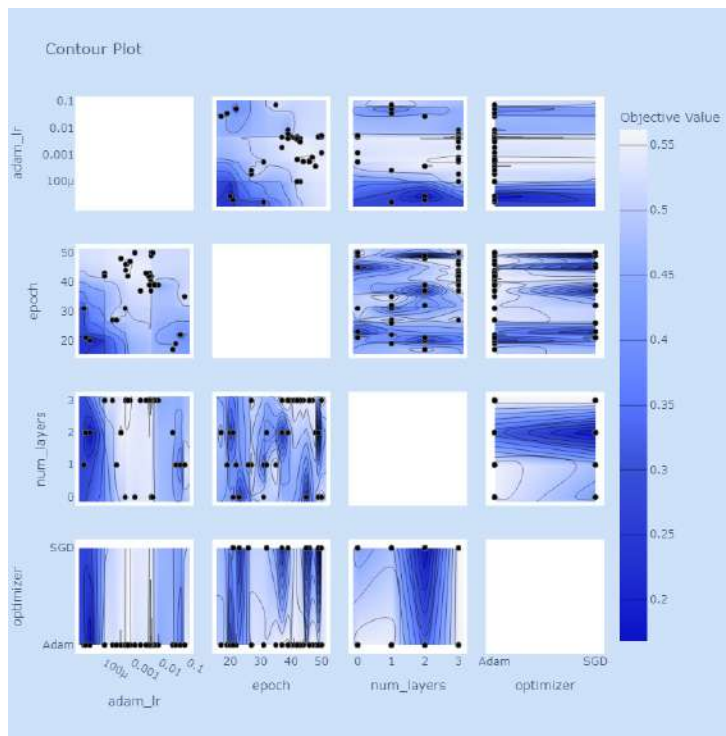 Contour Plot
Objective Value
adam_lr
0.1
0.01
0.001
100μ
0.55
0.5
0.45
0.4
0.35
0.3
0.25
0.2
epoch
50
40
30
20
num_layers
3
2
1
0
optimizer
SGD
Adam
100μ
0.001
0.01
0.1
adam_lr
20
30
40
50
epoch
0
1
2
3
num_layers
Adam
SGD
optimizer